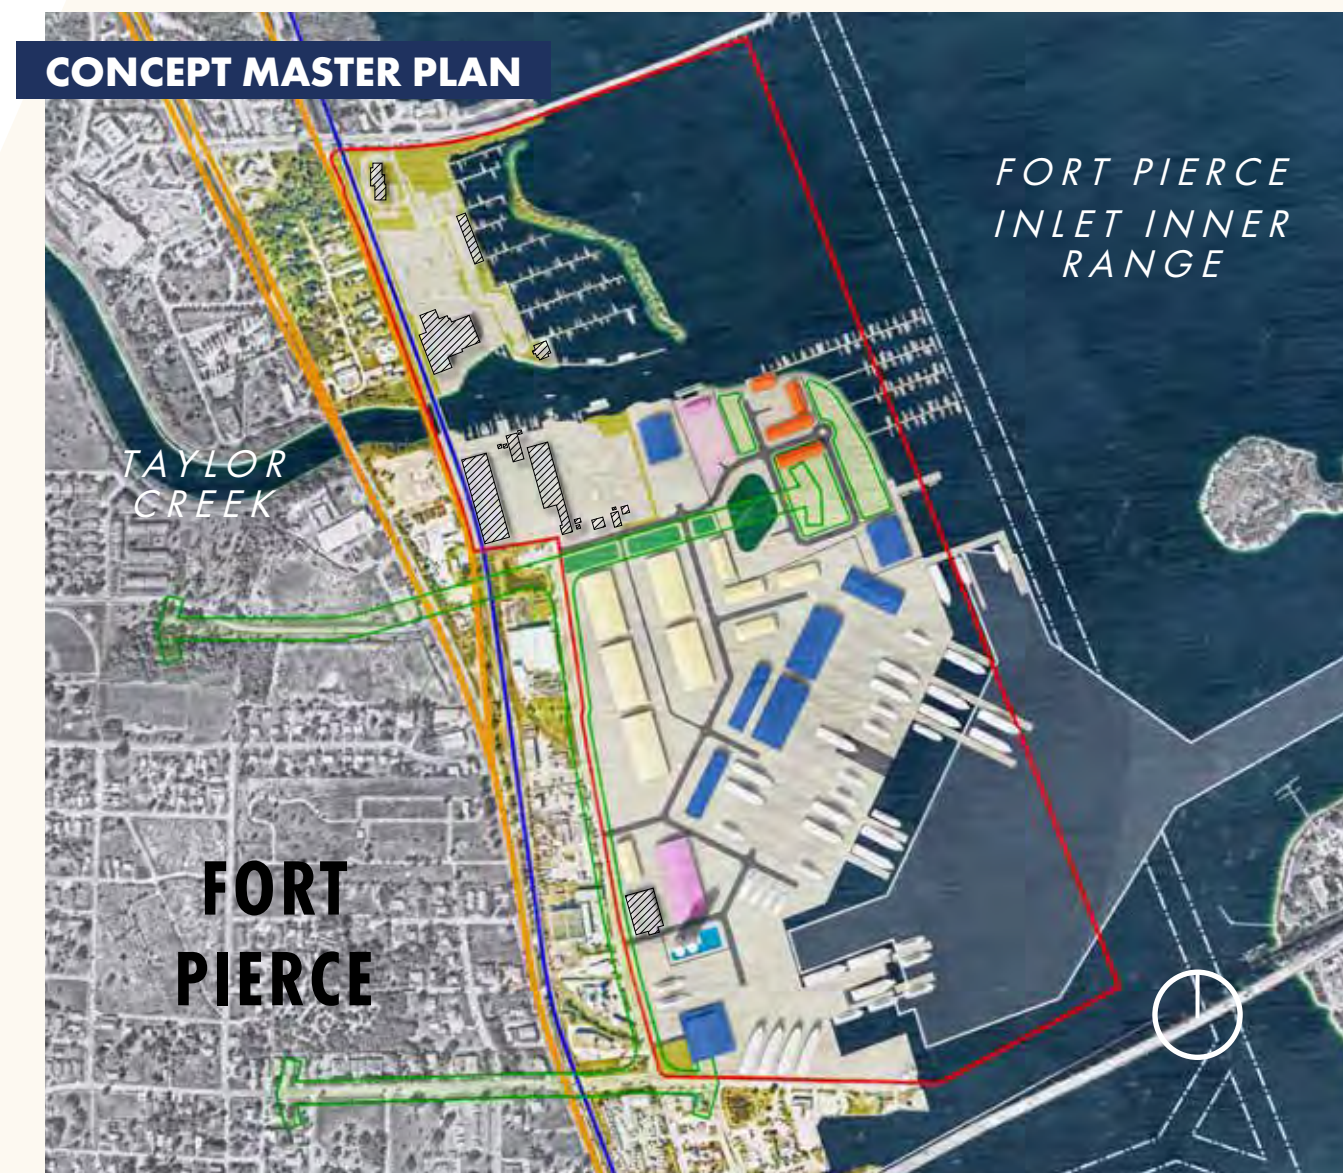 CONCEPT MASTER PLAN
FORT PIERCE
INLET INNER
RANGE
TAYLOR
CREEK
FORT
PIERCE